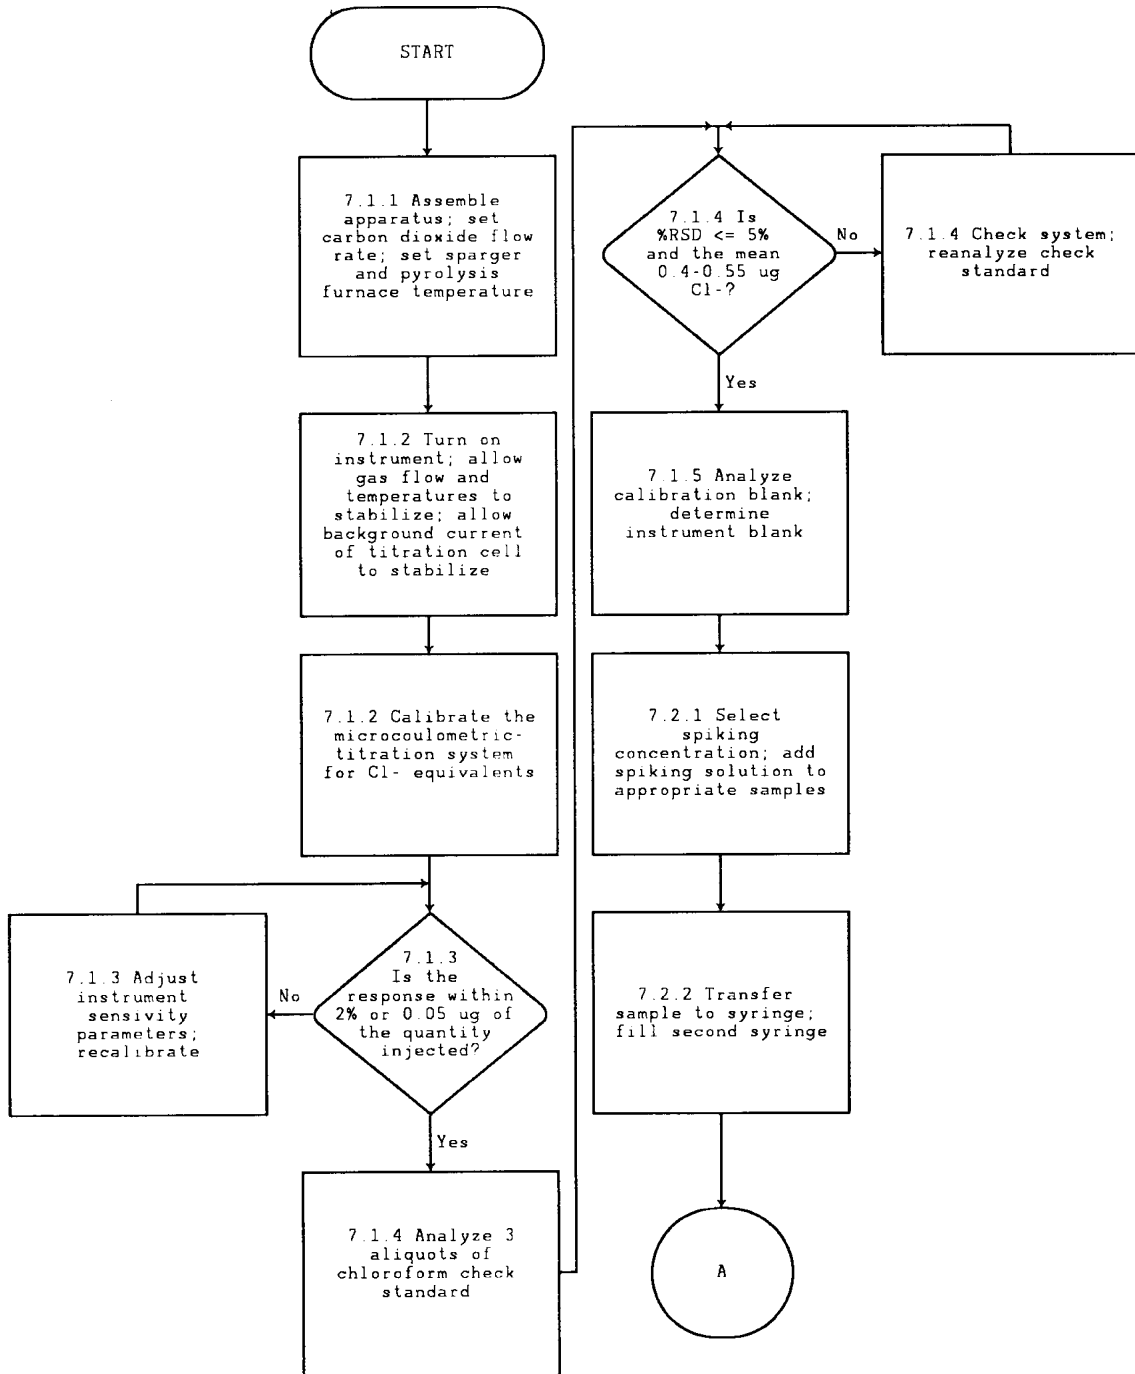 START
7.1.1 Assemble
apparatus; set
carbon dioxide flow
rate; set sparger
and pyrolysis
furnace temperature
7.1.2 Turn on
instrument; allow
gas flow and
temperatures to
stabilize; allow
background current
of titration cell
to stabilize
7.1.2 Calibrate the
microcoulometric-
titration system
for Cl- equivalents
7.1.3
Is the
response within
2% or 0.05 ug of
the quantity
injected?
No
7.1.3 Adjust
instrument
sensivity
parameters;
recalibrate
Yes
7.1.4 Analyze 3
aliquots of
chloroform check
standard
7.1.4 Is
%RSD <= 5%
and the mean
0.4-0.55 ug
Cl-?
No
7.1.4 Check system;
reanalyze check
standard
Yes
7.1.5 Analyze
calibration blank;
determine
instrument blank
7.2.1 Select
spiking
concentration; add
spiking solution to
appropriate samples
7.2.2 Transfer
sample to syringe;
fill second syringe
A